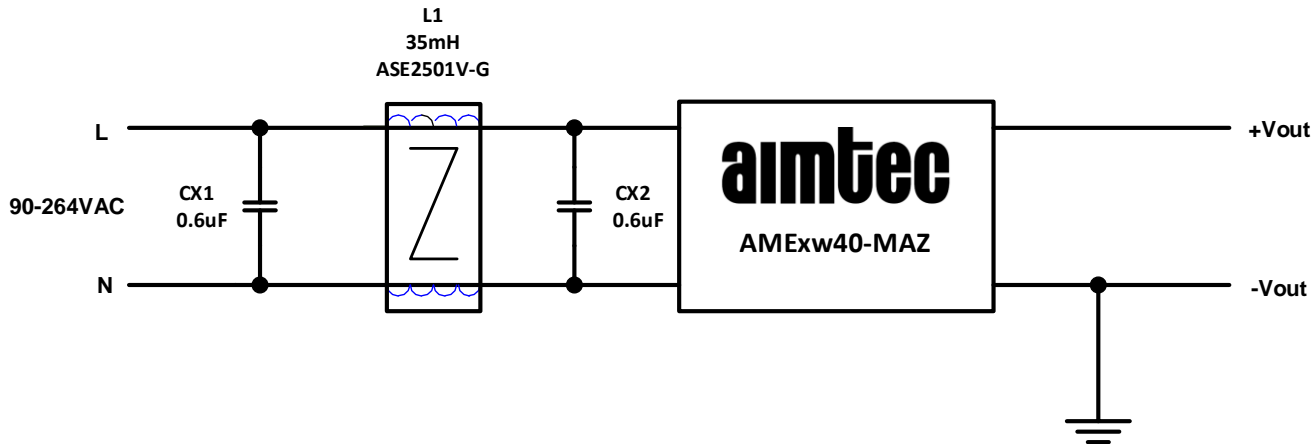 L1
35mH
ASE2501V-G
L
90-264VAC
N
CX1
0.6uF
CX2
0.6uF
aimtec
AMExw40-MAZ
+Vout
-Vout